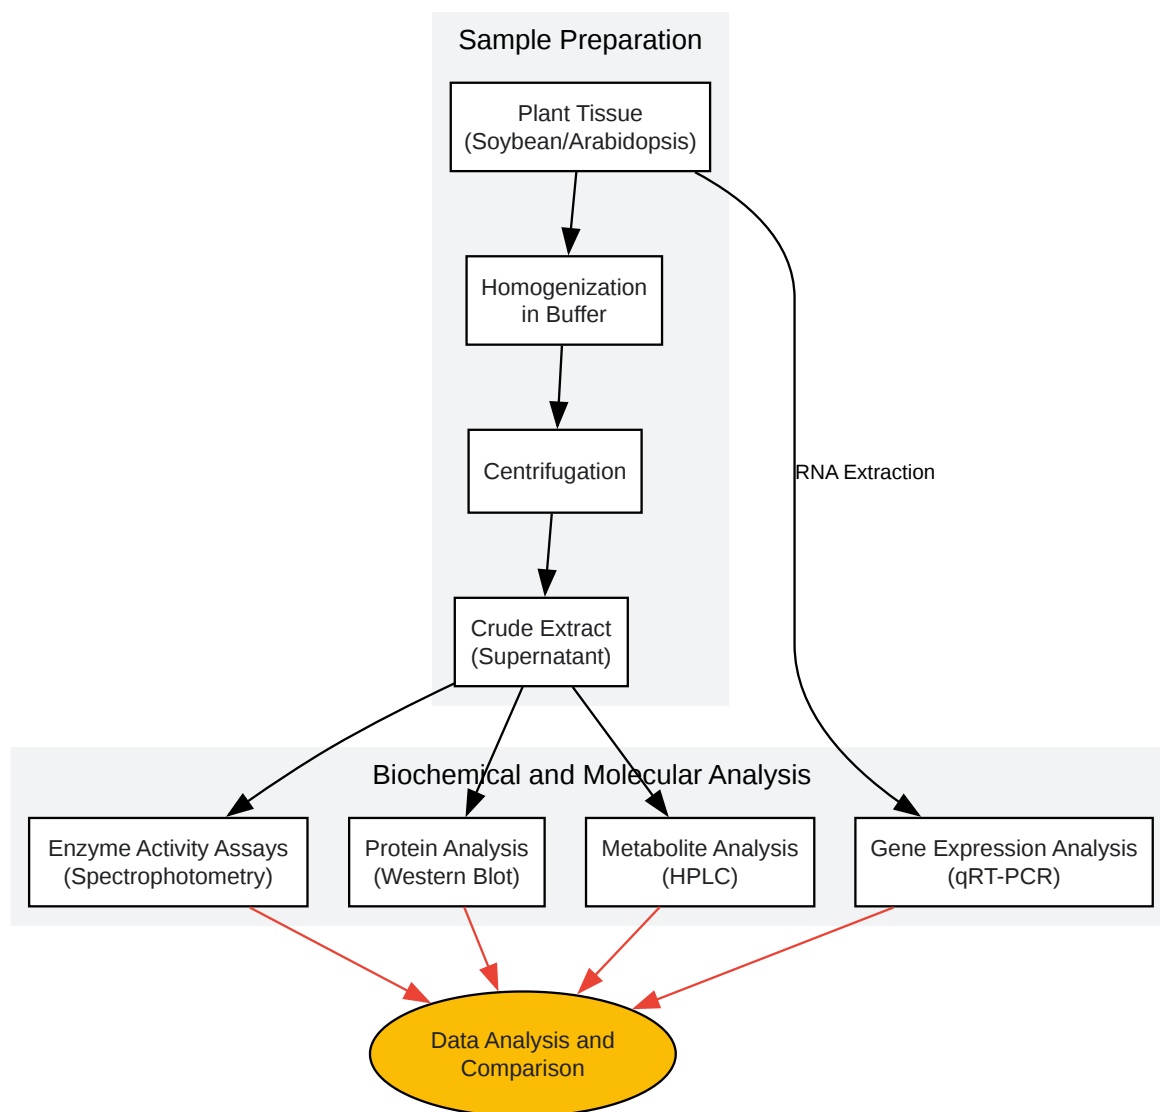 Sample Preparation
Plant Tissue
(Soybean/Arabidopsis)
Homogenization
in Buffer
Centrifugation
RNA Extraction
Crude Extract
(Supernatant)
Biochemical and Molecular Analysis
Enzyme Activity Assays
(Spectrophotometry)
Protein Analysis
(Western Blot)
Metabolite Analysis
(HPLC)
Gene Expression Analysis
(qRT-PCR)
Data Analysis and
Comparison